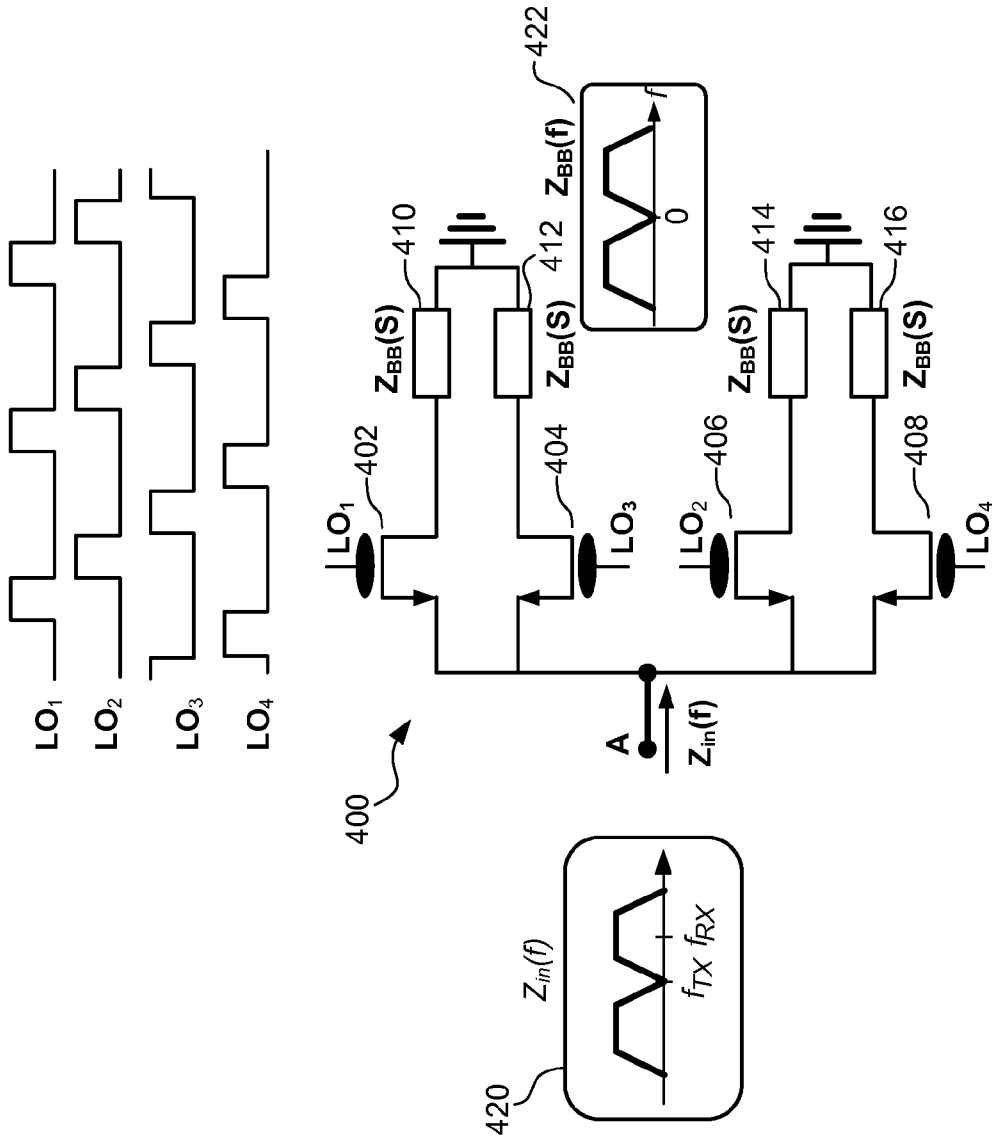 LO1
LO2
LO3
LO4
400
A
Zin(f)
LO1
402
ZBB(S)
410
404
LO3
ZBB(S)
412
LO2
406
ZBB(S)
414
408
LO4
ZBB(S)
416
ZBB(f)
422
f
0
420
Zin(f)
fTX fRX